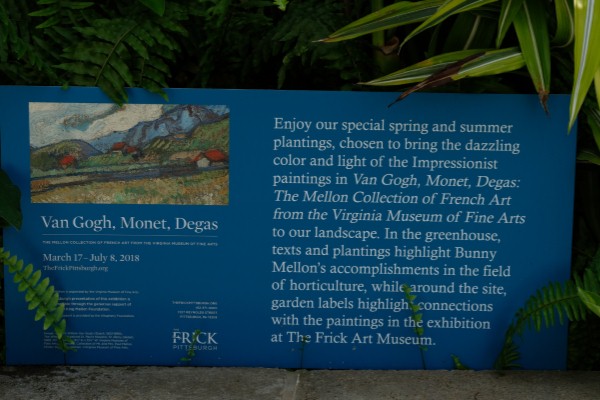 Van Gogh, Monet, Degas
THE MELLON COLLECTION OF FRENCH ART FROM THE VIRGINIA MUSEUM OF FINE ARTS
March 17–July 8, 2018
TheFrickPittsburgh.org
THE FRICK
PITTSBURGH
Enjoy our special spring and summer
plantings, chosen to bring the dazzling
color and light of the Impressionist
paintings in Van Gogh, Monet, Degas:
The Mellon Collection of French Art
from the Virginia Museum of Fine Arts
to our landscape. In the greenhouse,
texts and plantings highlight Bunny
Mellon's accomplishments in the field
of horticulture, while around the site,
garden labels highlight connections
with the paintings in the exhibition
at The Frick Art Museum.